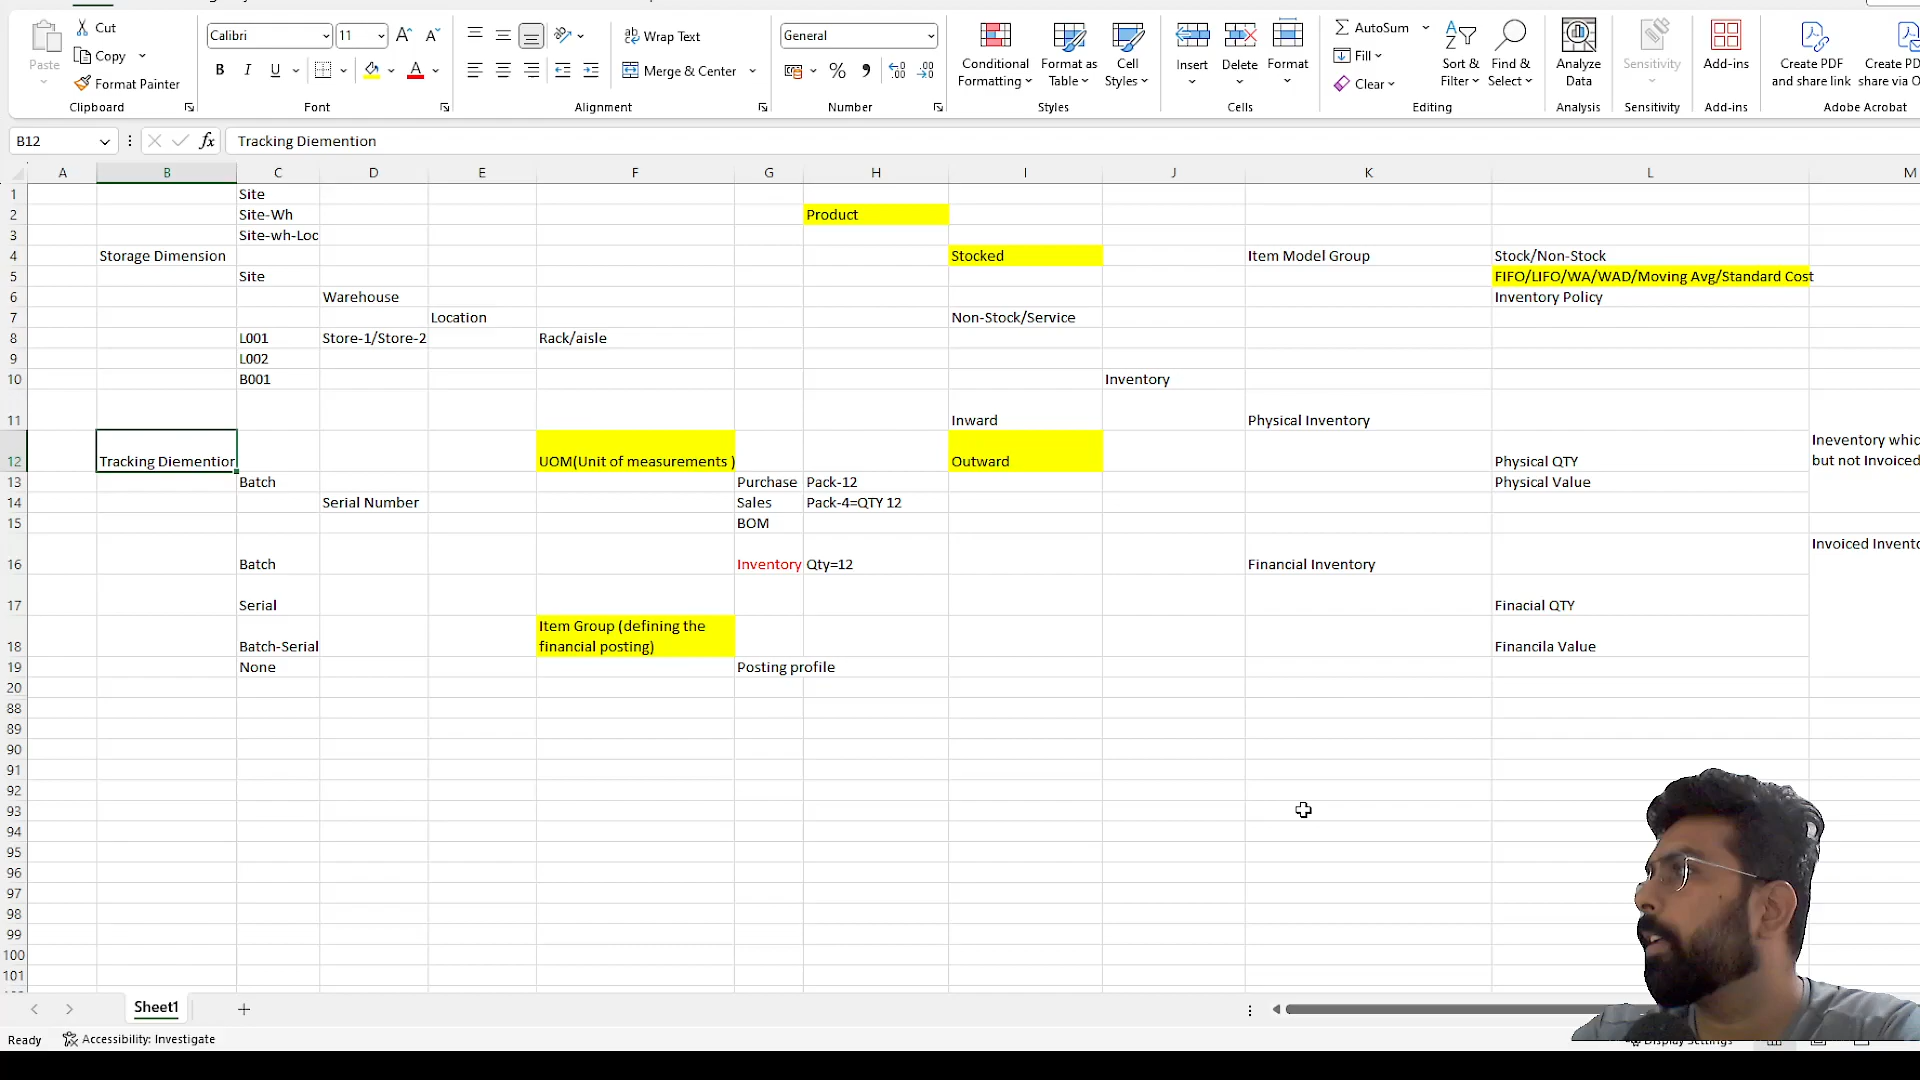 Cut
Copy
Format Painter
Paste
Clipboard
Calibri
11
B I U
Font
Wrap Text
Merge & Center
Alignment
General
Number
Conditional
Formatting
Format as
Table
Cell
Styles
Styles
Insert
Delete
Format
Cells
AutoSum
Fill
Clear
Sort &
Filter
Find &
Select
Editing
Analyze
Data
Analysis
Sensitivity
Sensitivity
Add-ins
Add-ins
Create PDF
and share link
Create PD
share via O
Adobe Acrobat
B12
fx
Tracking Diemention
A B C D E F G H I J K L M
1 Site
2 Site-Wh Product
3 Site-wh-Loc
4 Storage Dimension Stocked Item Model Group Stock/Non-Stock
5 Site FIFO/LIFO/WA/WAD/Moving Avg/Standard Cost
6 Warehouse Inventory Policy
7 Location Non-Stock/Service
8 L001 Store-1/Store-2 Rack/aisle
9 L002
10 B001 Inventory
11 Inward Physical Inventory
Ineventory whic
12 Tracking Diemention UOM(Unit of measurements ) Outward Physical QTY but not Invoiced
13 Batch Purchase Pack-12 Physical Value
14 Serial Number Sales Pack-4=QTY 12
15 BOM
Invoiced Invento
16 Batch Inventory Qty=12 Financial Inventory
17 Serial Finacial QTY
Item Group (defining the
18 Batch-Serial financial posting) Financila Value
19 None Posting profile
20
88
89
90
91
92
93
94
95
96
97
98
99
100
101
Sheet1
Ready
Accessibility: Investigate
Display Settings